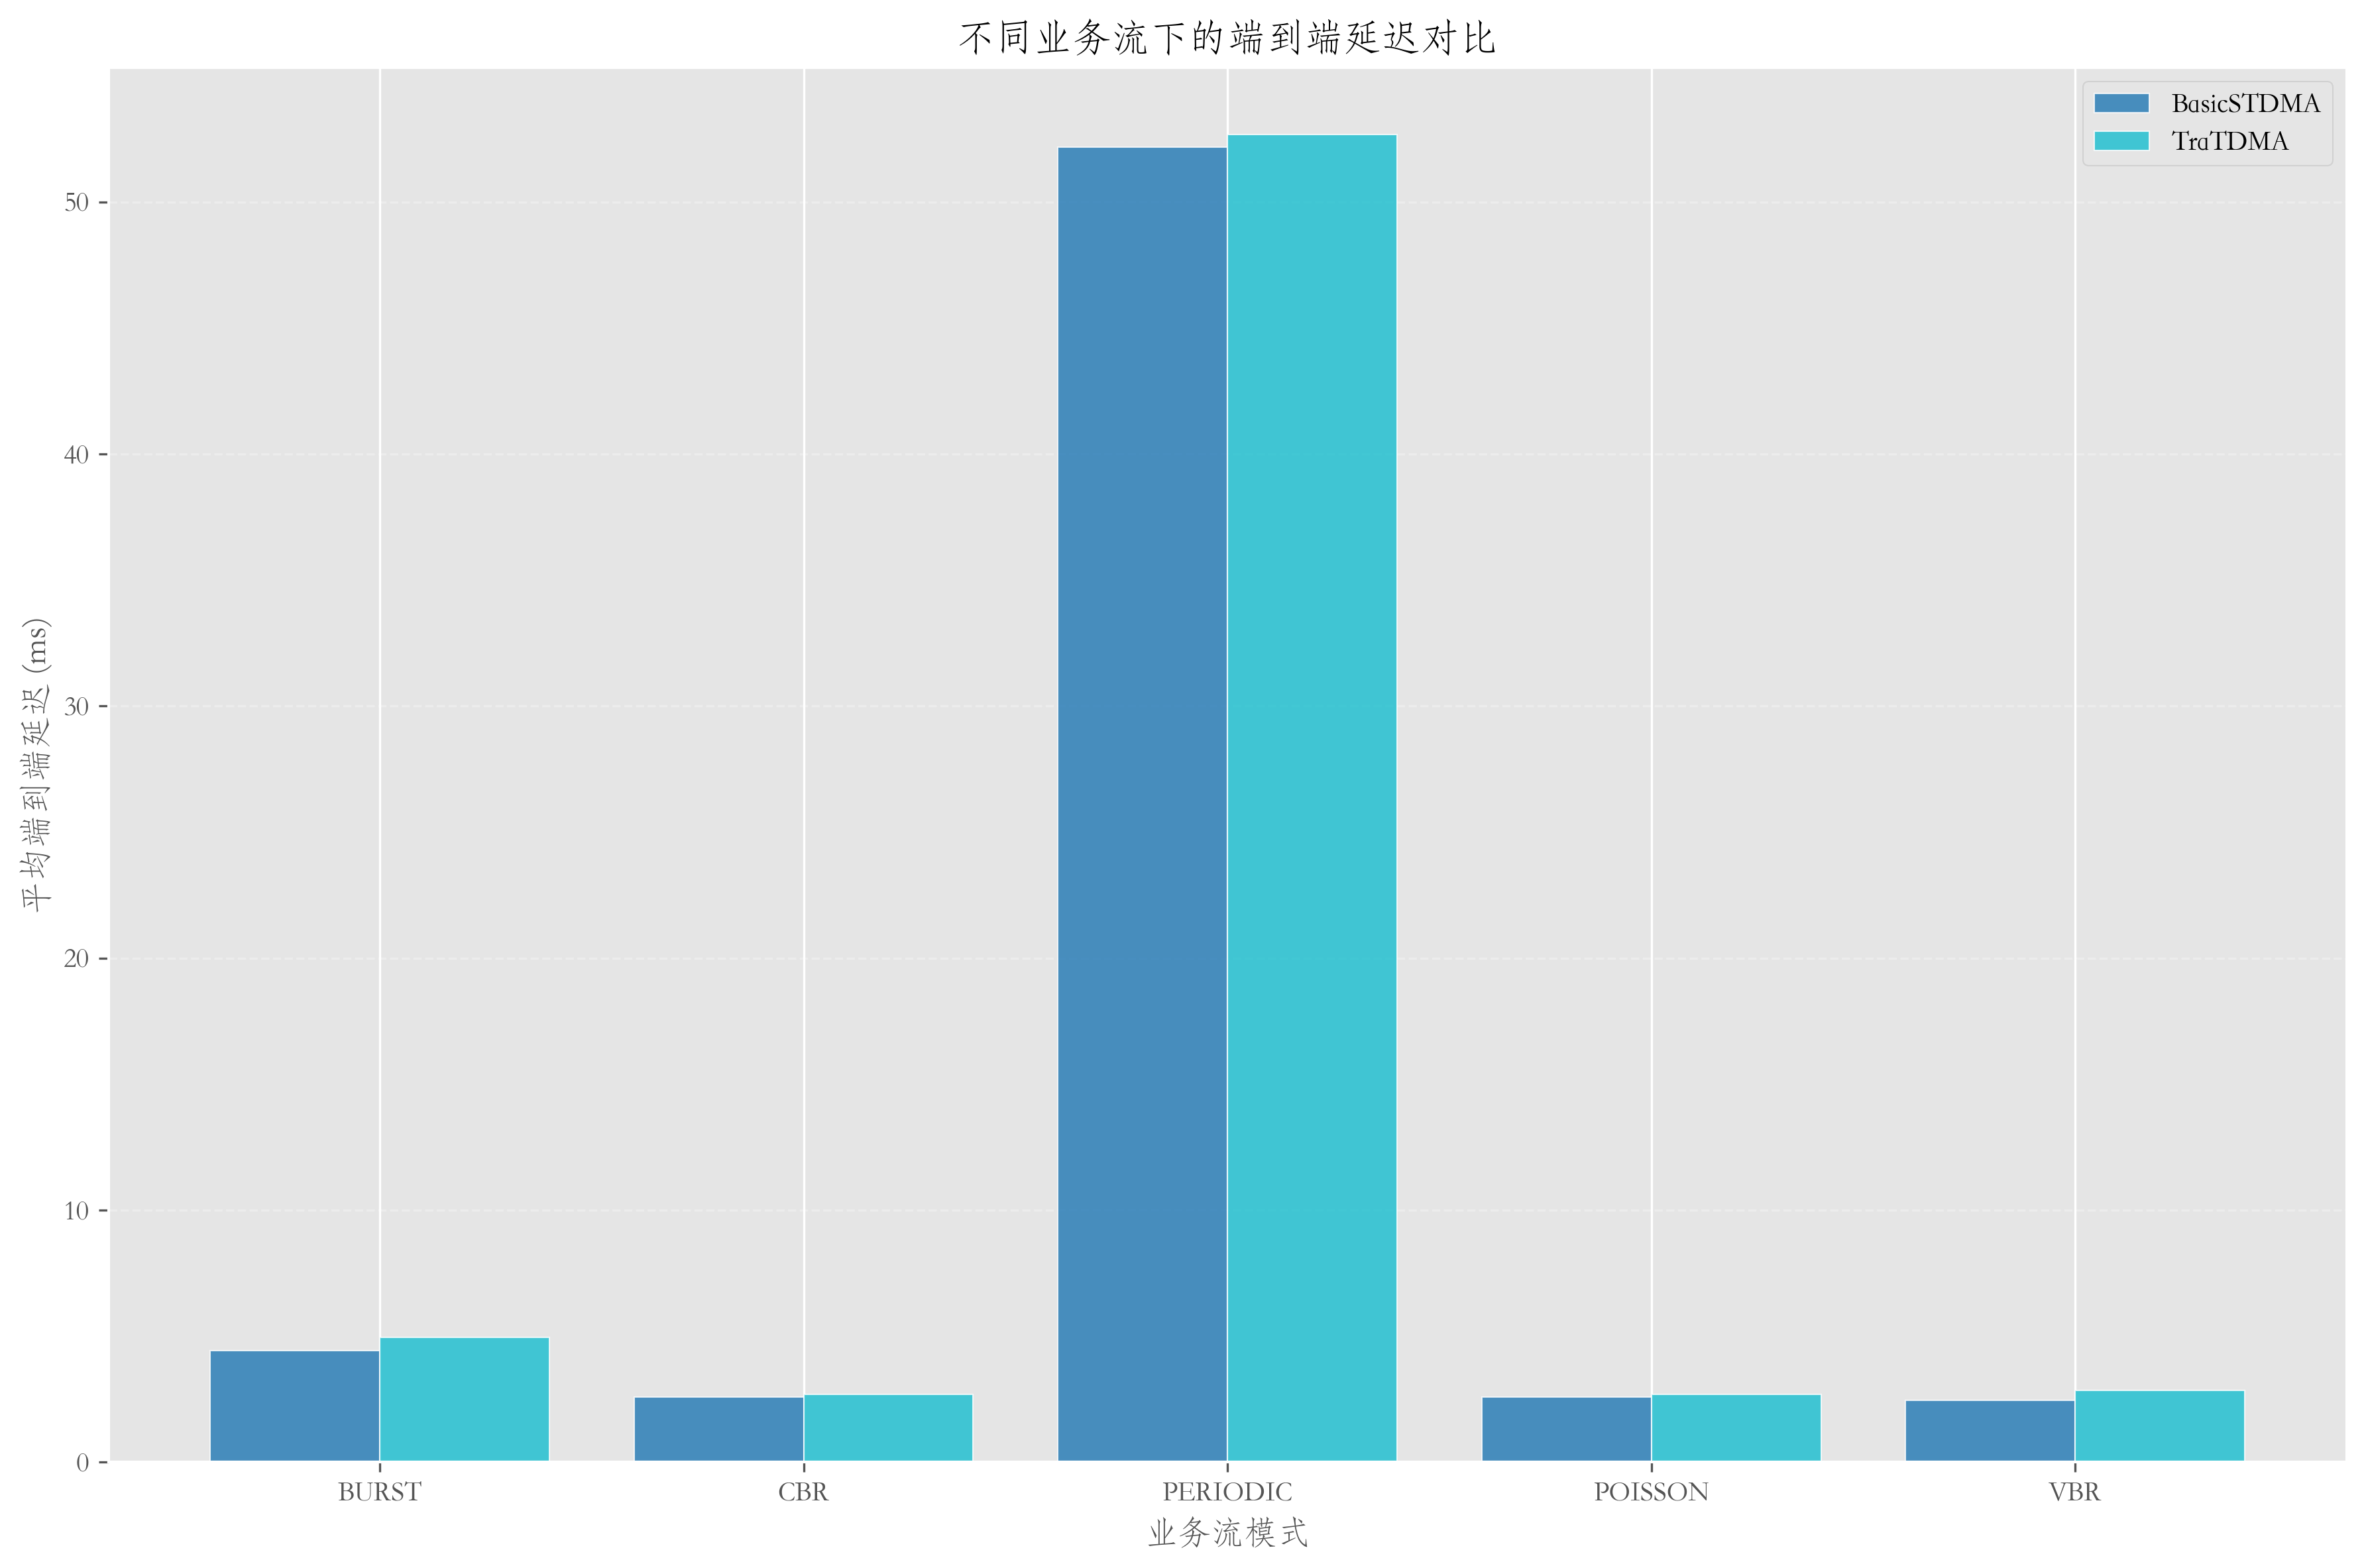 不同业务流下的端到端延迟对比
BasicSTDMA
TraTDMA
平均端到端延迟 (ms)
50
40
30
20
10
0
BURST
CBR
PERIODIC
POISSON
VBR
业务流模式